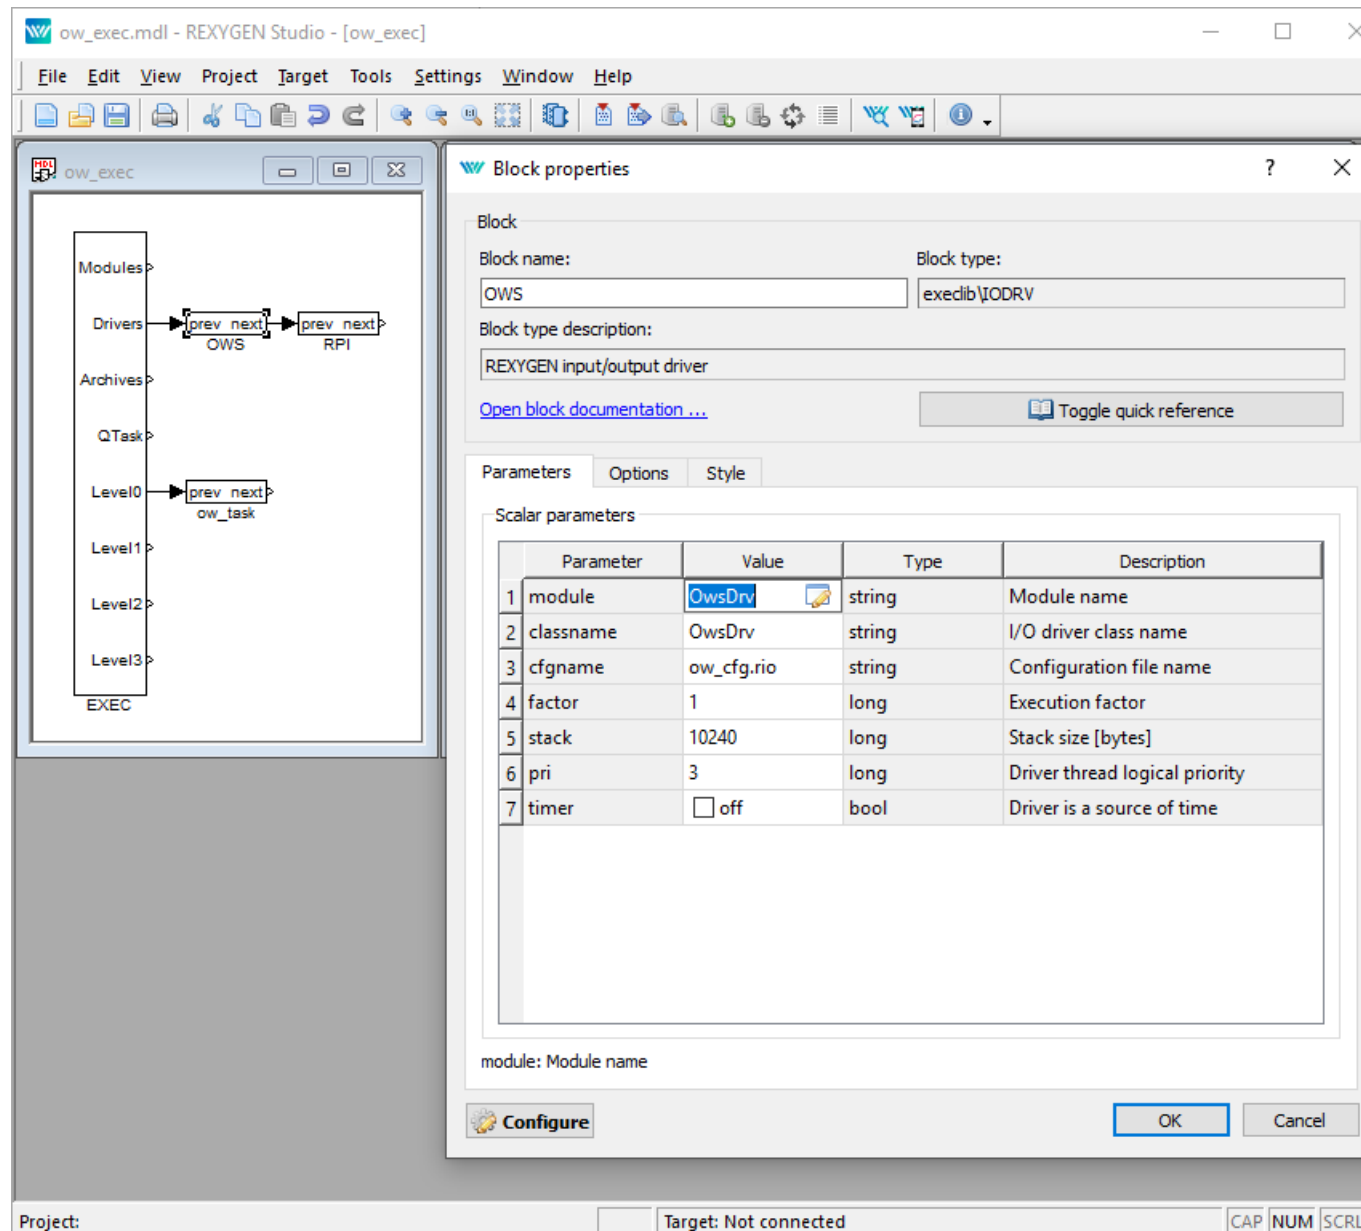 ow_exec.mdl - REXYGEN Studio - [ow_exec]
File Edit View Project Target Tools Settings Window Help
MDL ow_exec
Modules
Drivers prev next prev next
OWS RPI
Archives
QTask
Level0 prev next
ow_task
Level1
Level2
Level3
EXEC
Block properties ?
Block
Block name: Block type:
OWS execlib\IODRV
Block type description:
REXYGEN input/output driver
Open block documentation ... Toggle quick reference
Parameters Options Style
Scalar parameters
Parameter Value Type Description
1 module OwsDrv string Module name
2 classname OwsDrv string I/O driver class name
3 cfgname ow_cfg.rio string Configuration file name
4 factor 1 long Execution factor
5 stack 10240 long Stack size [bytes]
6 pri 3 long Driver thread logical priority
7 timer off bool Driver is a source of time
module: Module name
Configure OK Cancel
Project: Target: Not connected CAP NUM SCRL